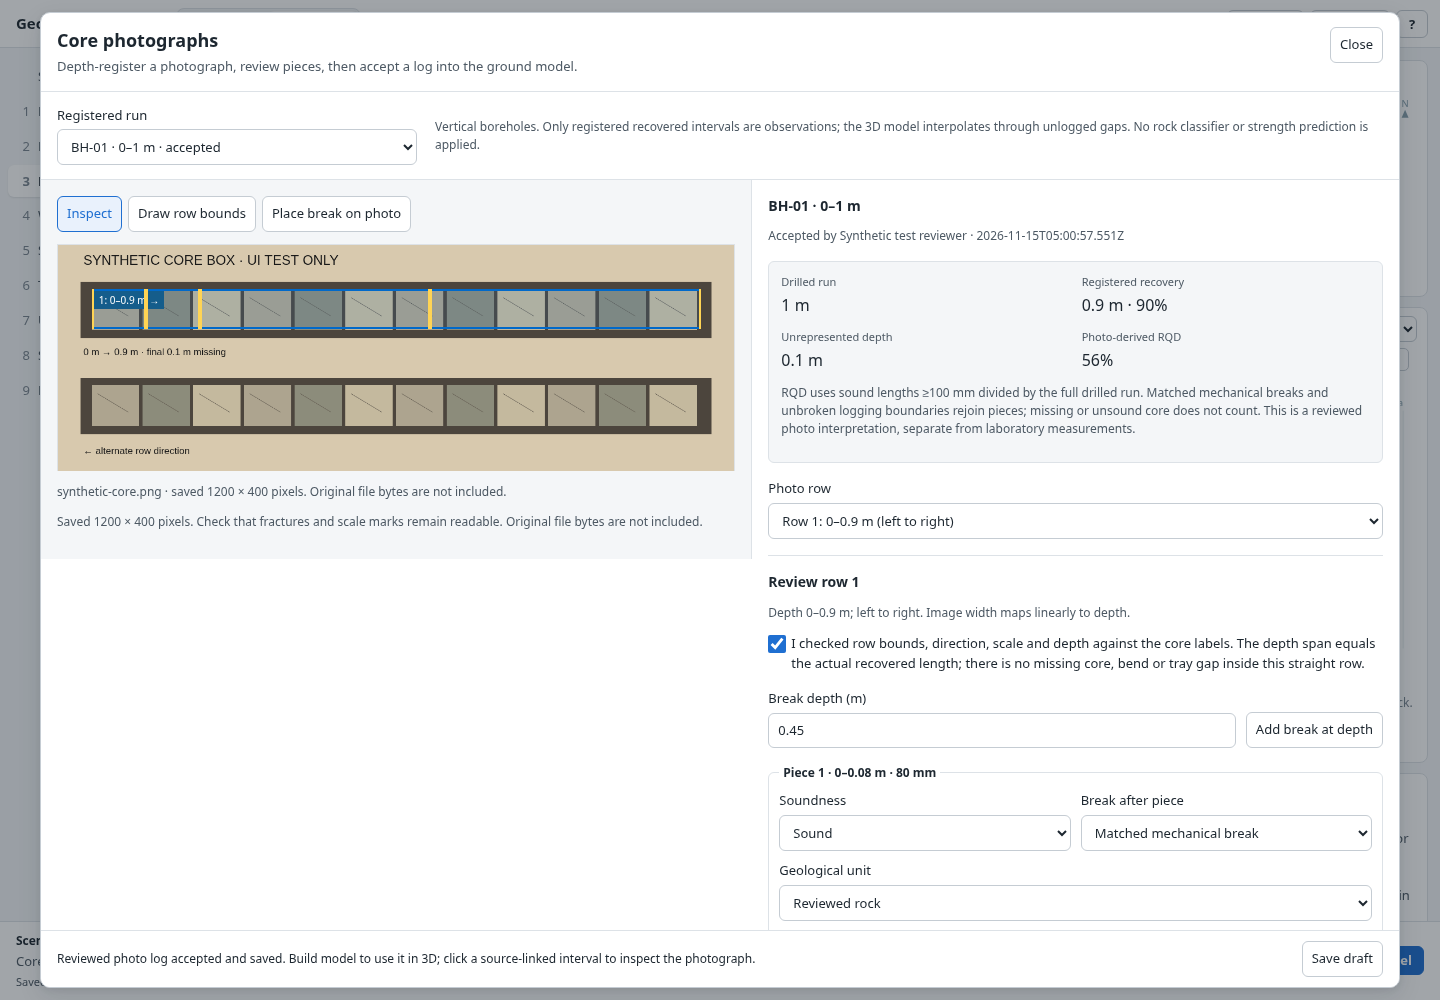 Core photographs
Close
Depth-register a photograph, review pieces, then accept a log into the ground model.
Registered run
BH-01 · 0–1 m · accepted
Vertical boreholes. Only registered recovered intervals are observations; the 3D model interpolates through unlogged gaps. No rock classifier or strength prediction is
applied.
Inspect
Draw row bounds
Place break on photo
SYNTHETIC CORE BOX · UI TEST ONLY
1: 0–0.9 m →
0 m → 0.9 m · final 0.1 m missing
← alternate row direction
synthetic-core.png · saved 1200 × 400 pixels. Original file bytes are not included.
Saved 1200 × 400 pixels. Check that fractures and scale marks remain readable. Original file bytes are not included.
BH-01 · 0–1 m
Accepted by Synthetic test reviewer · 2026-11-15T05:00:57.551Z
Drilled run
Registered recovery
1 m
0.9 m · 90%
Unrepresented depth
Photo-derived RQD
0.1 m
56%
RQD uses sound lengths ≥100 mm divided by the full drilled run. Matched mechanical breaks and
unbroken logging boundaries rejoin pieces; missing or unsound core does not count. This is a reviewed
photo interpretation, separate from laboratory measurements.
Photo row
Row 1: 0–0.9 m (left to right)
Review row 1
Depth 0–0.9 m; left to right. Image width maps linearly to depth.
I checked row bounds, direction, scale and depth against the core labels. The depth span equals
the actual recovered length; there is no missing core, bend or tray gap inside this straight row.
Break depth (m)
0.45
Add break at depth
Piece 1 · 0–0.08 m · 80 mm
Soundness
Break after piece
Sound
Matched mechanical break
Geological unit
Reviewed rock
Reviewed photo log accepted and saved. Build model to use it in 3D; click a source-linked interval to inspect the photograph.
Save draft
?
N
1
2
3
4
5
6
7
8
9